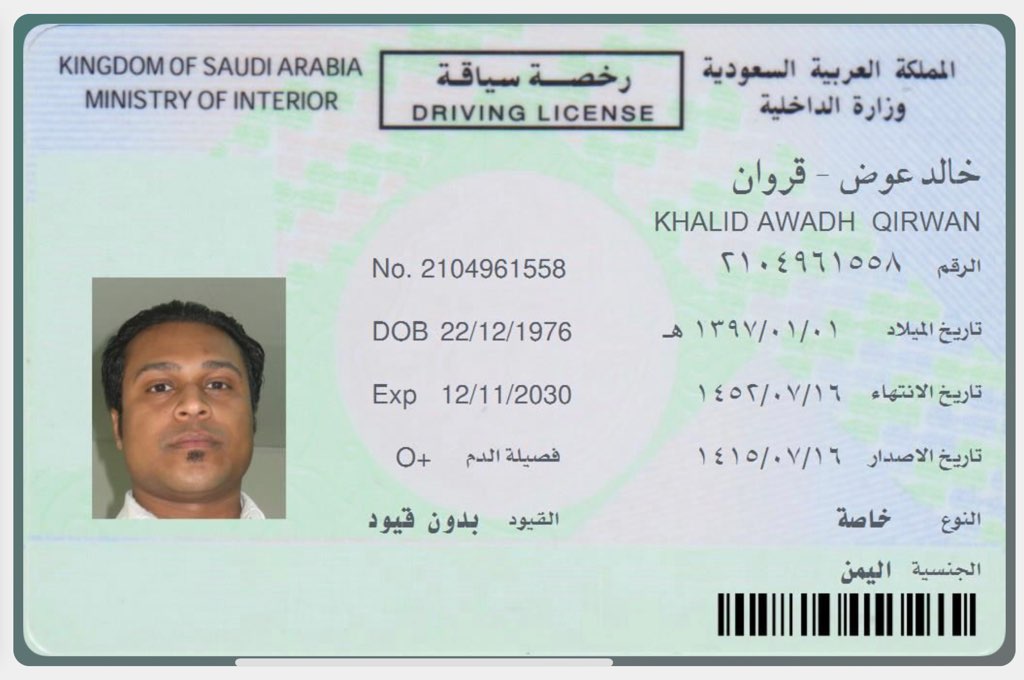 KINGDOM OF SAUDI ARABIA
MINISTRY OF INTERIOR
رخصة سياقة
DRIVING LICENSE
المملكة العربية السعودية
وزارة الداخلية
خالد عوض - قروان
KHALID AWADH QIRWAN
No. 2104961558
الرقم ٢١٠٤٩٦١٥٥٨
DOB 22/12/1976
تاريخ الميلاد ١٣٩٧/٠١/٠١ هـ
Exp 12/11/2030
تاريخ الانتهاء ١٤٥٢/٠٧/١٦
فصيلة الدم O+
تاريخ الاصدار ١٤١٥/٠٧/١٦
القيود بدون قيود
النوع خاصة
الجنسية اليمن